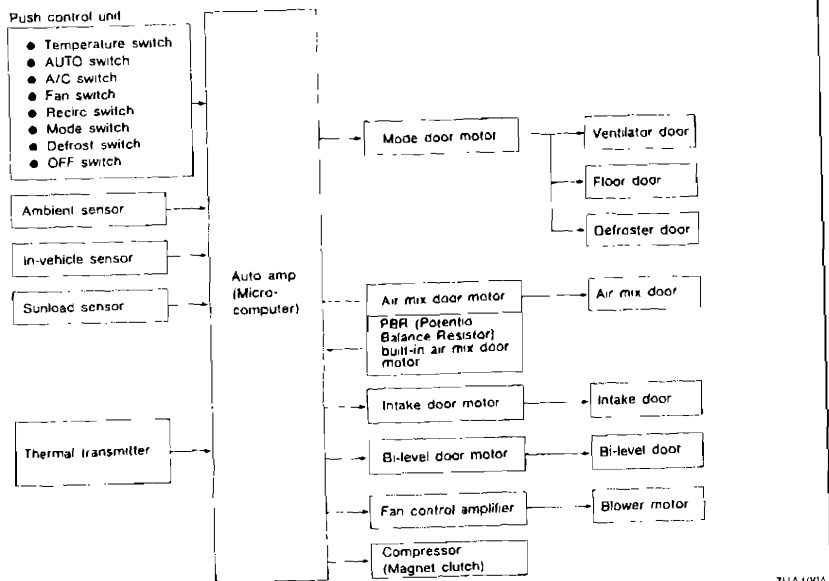 Push control unit
● Temperature switch
● AUTO switch
● A/C switch
● Fan switch
● Recirc switch
● Mode switch
● Defrost switch
● OFF switch
Ambient sensor
In-vehicle sensor
Sunload sensor
Thermal transmitter
Auto amp
(Micro-
computer)
Mode door motor
Ventilator door
Floor door
Defroster door
Air mix door motor
Air mix door
PBR (Potentio
Balance Resistor)
built-in air mix door
motor
Intake door motor
Intake door
Bi-level door motor
Bi-level door
Fan control amplifier
Blower motor
Compressor
(Magnet clutch)